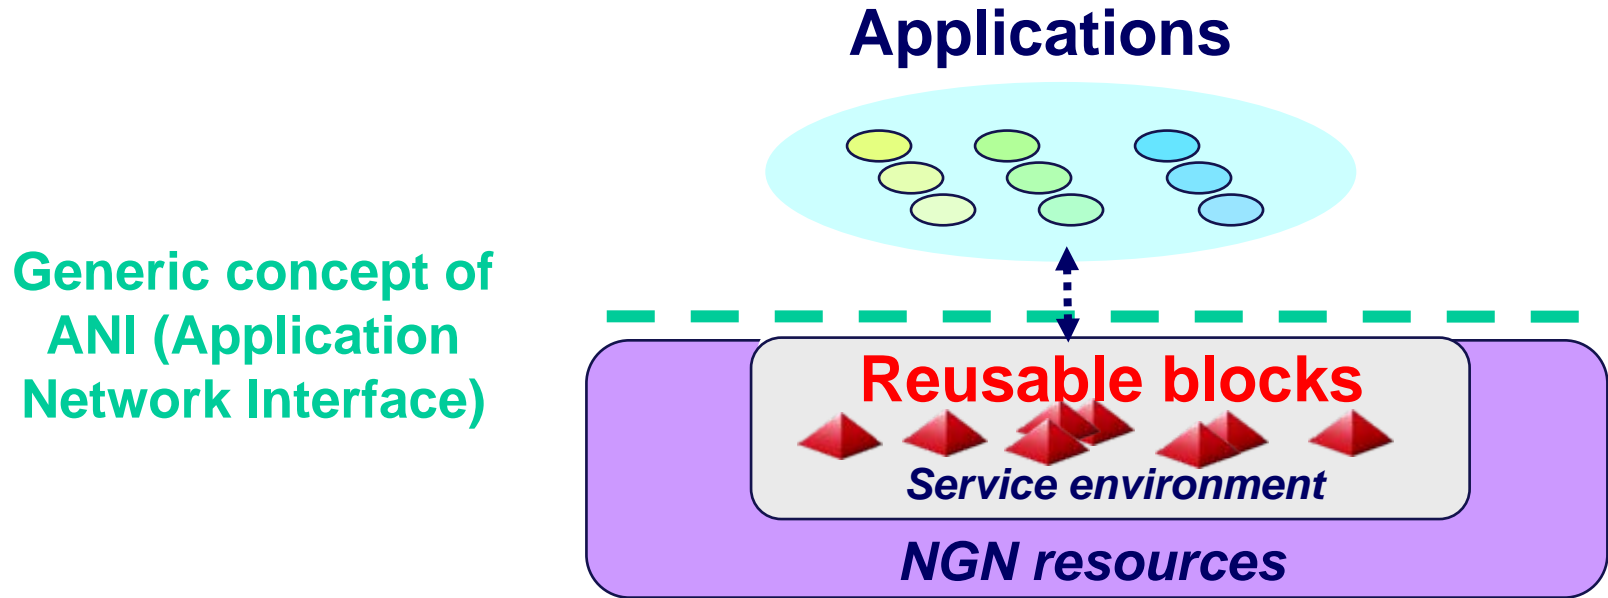 Applications
Generic concept of
ANI (Application
Network Interface)
Reusable blocks
Service environment
NGN resources